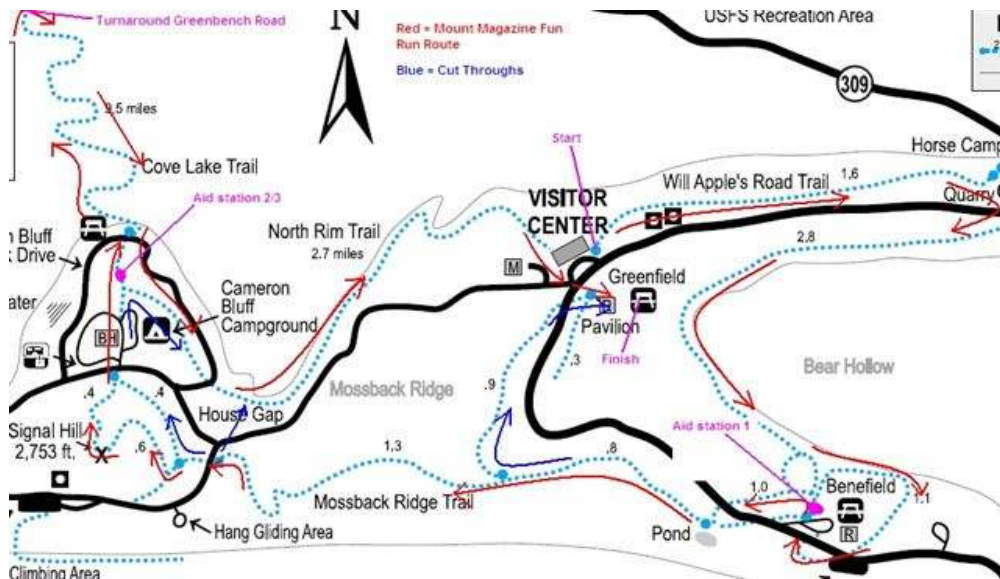 Turnaround Greenbench Road
N
Red = Mount Magazine Fun
Run Route
Blue = Cut Throughs
USFS Recreation Area
309
9.5 miles
Cove Lake Trail
Aid station 2/3
Start
Horse Camp
Will Apple's Road Trail
1.6
Quarry
VISITOR
CENTER
North Rim Trail
2.7 miles
2.8
Bluff
Drive
M
Greenfield
Cameron
Bluff
Campground
R
Pavilion
ater
BH
Finish
.3
Mossback Ridge
Bear Hollow
.4
.4
.9
House Gap
Signal Hill
2,753 ft.
X
.6
1,3
.8
Aid station 1
Mossback Ridge Trail
1.0
Benefield
1.1
Hang Gliding Area
Pond
R
Climbing Area